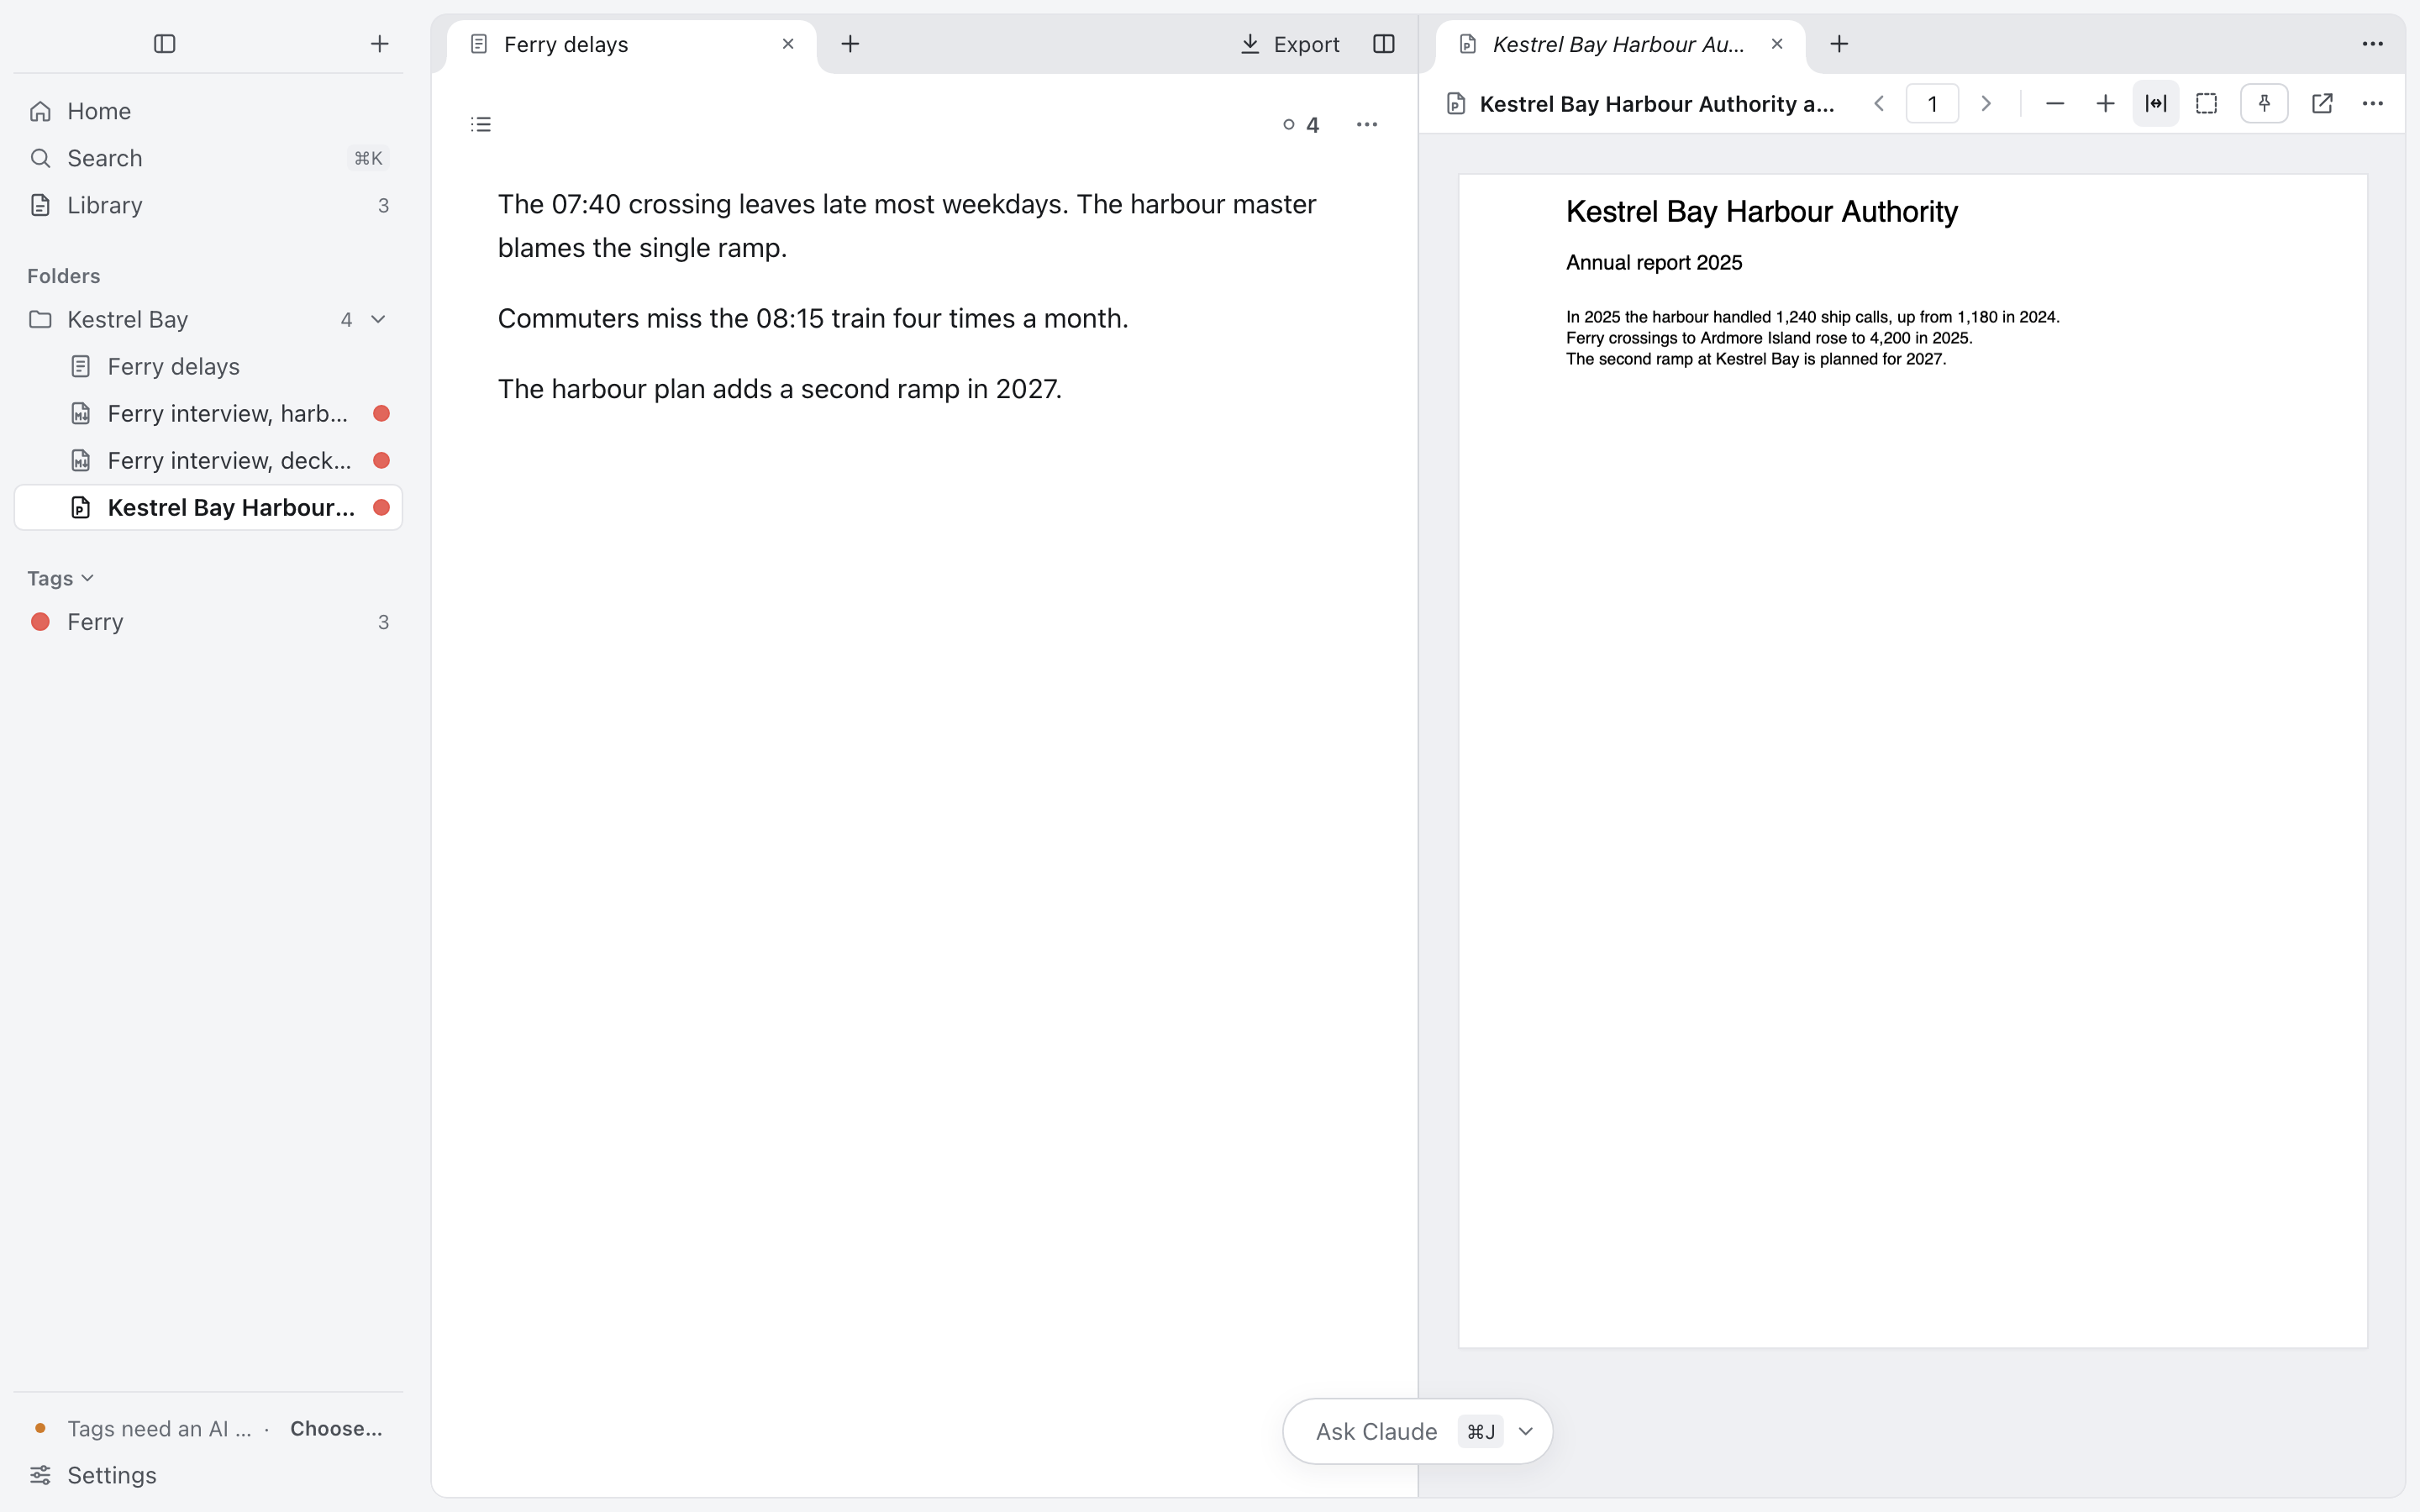 Home
Search ⌘K
Library 3
Folders
Kestrel Bay 4
Ferry delays
Ferry interview, harb...
Ferry interview, deck...
Kestrel Bay Harbour...
Tags
Ferry 3
Tags need an AI ... · Choose...
Settings
Ferry delays
Export
4
The 07:40 crossing leaves late most weekdays. The harbour master
blames the single ramp.
Commuters miss the 08:15 train four times a month.
The harbour plan adds a second ramp in 2027.
Kestrel Bay Harbour Au...
Kestrel Bay Harbour Authority a... 1
Kestrel Bay Harbour Authority
Annual report 2025
In 2025 the harbour handled 1,240 ship calls, up from 1,180 in 2024.
Ferry crossings to Ardmore Island rose to 4,200 in 2025.
The second ramp at Kestrel Bay is planned for 2027.
Ask Claude ⌘J